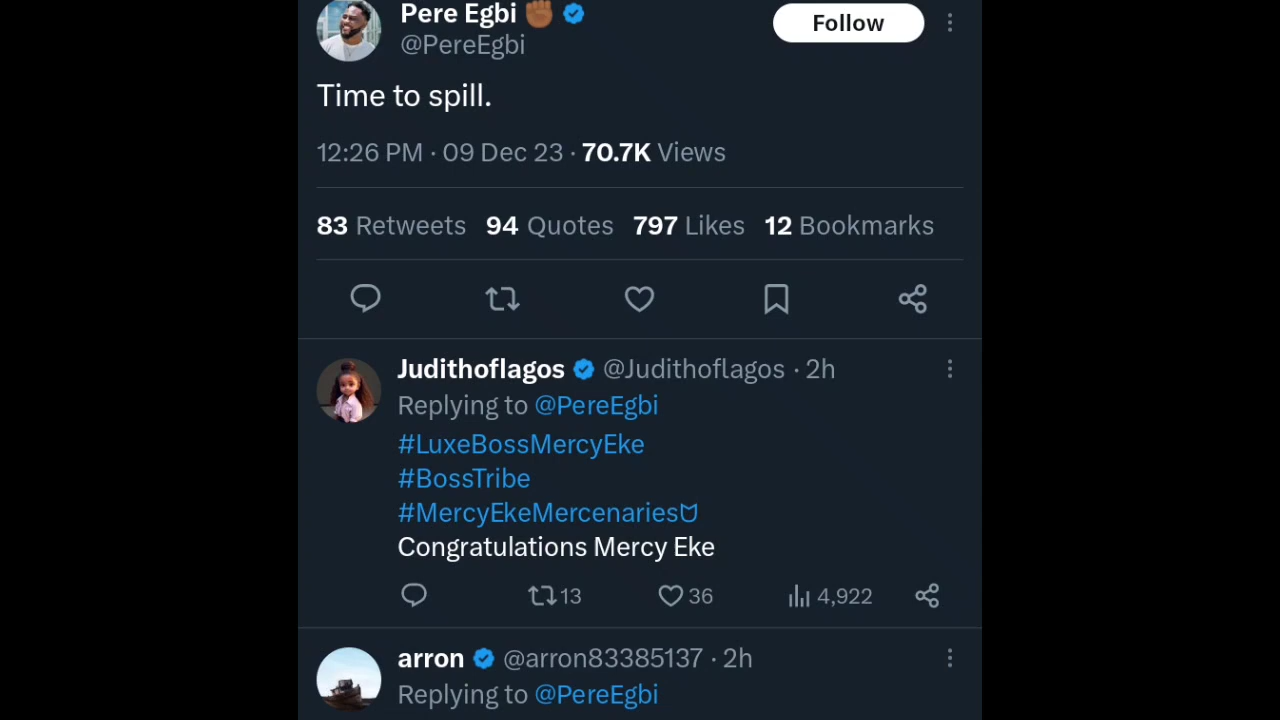 Pere Egbi ✊🏾
Follow
@PereEgbi
Time to spill.
12:26 PM · 09 Dec 23 · 70.7K Views
83 Retweets 94 Quotes 797 Likes 12 Bookmarks
Judithoflagos @Judithoflagos · 2h
Replying to @PereEgbi
#LuxeBossMercyEke
#BossTribe
#MercyEkeMercenariesᗢ
Congratulations Mercy Eke
13 36 4,922
arron @arron83385137 · 2h
Replying to @PereEgbi